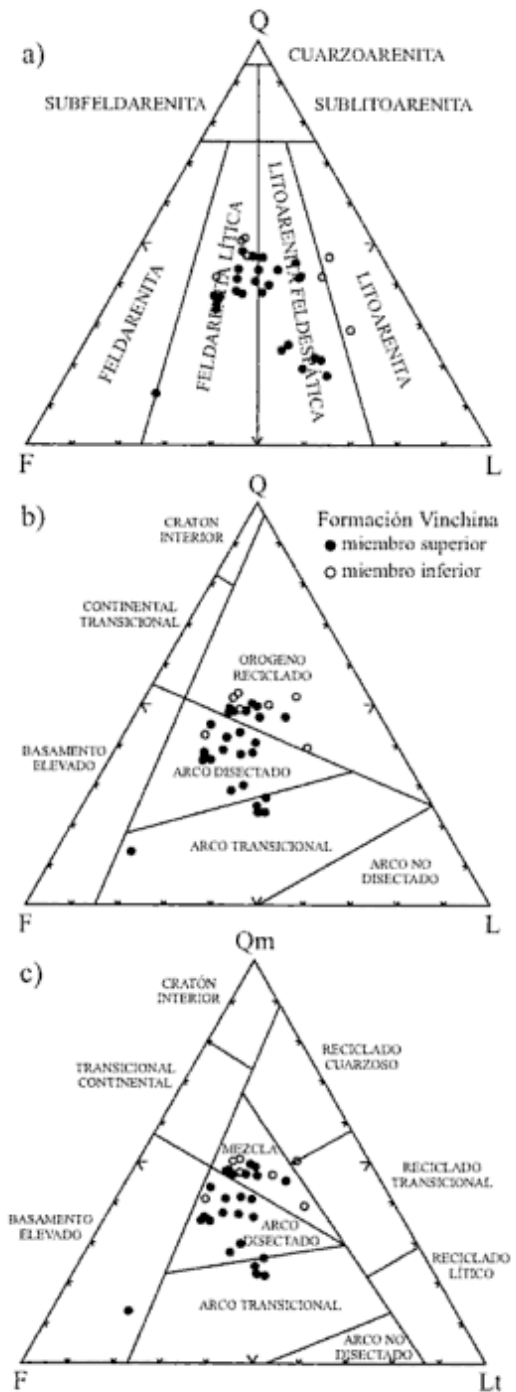 a)
Q
CUARZOARENITA
SUBFELDARENITA
SUBLITOARENITA
FELDARENITA
FELDARENITA LÍTICA
LITOARENITA FELDESPÁTICA
LITOARENITA
F
L
b)
Q
CRATON
INTERIOR
Formación Vinchina
miembro superior
miembro inferior
CONTINENTAL
TRANSICIONAL
OROGENO
RECICLADO
BASAMENTO
ELEVADO
ARCO DISECTADO
ARCO TRANSICIONAL
ARCO NO
DISECTADO
F
L
c)
Qm
CRATÓN
INTERIOR
RECICLADO
CUARZOSO
TRANSICIONAL
CONTINENTAL
MEZCLA
RECICLADO
TRANSICIONAL
BASAMENTO
ELEVADO
ARCO
DISECTADO
RECICLADO
LÍTICO
ARCO TRANSICIONAL
ARCO NO
DISECTADO
F
Lt